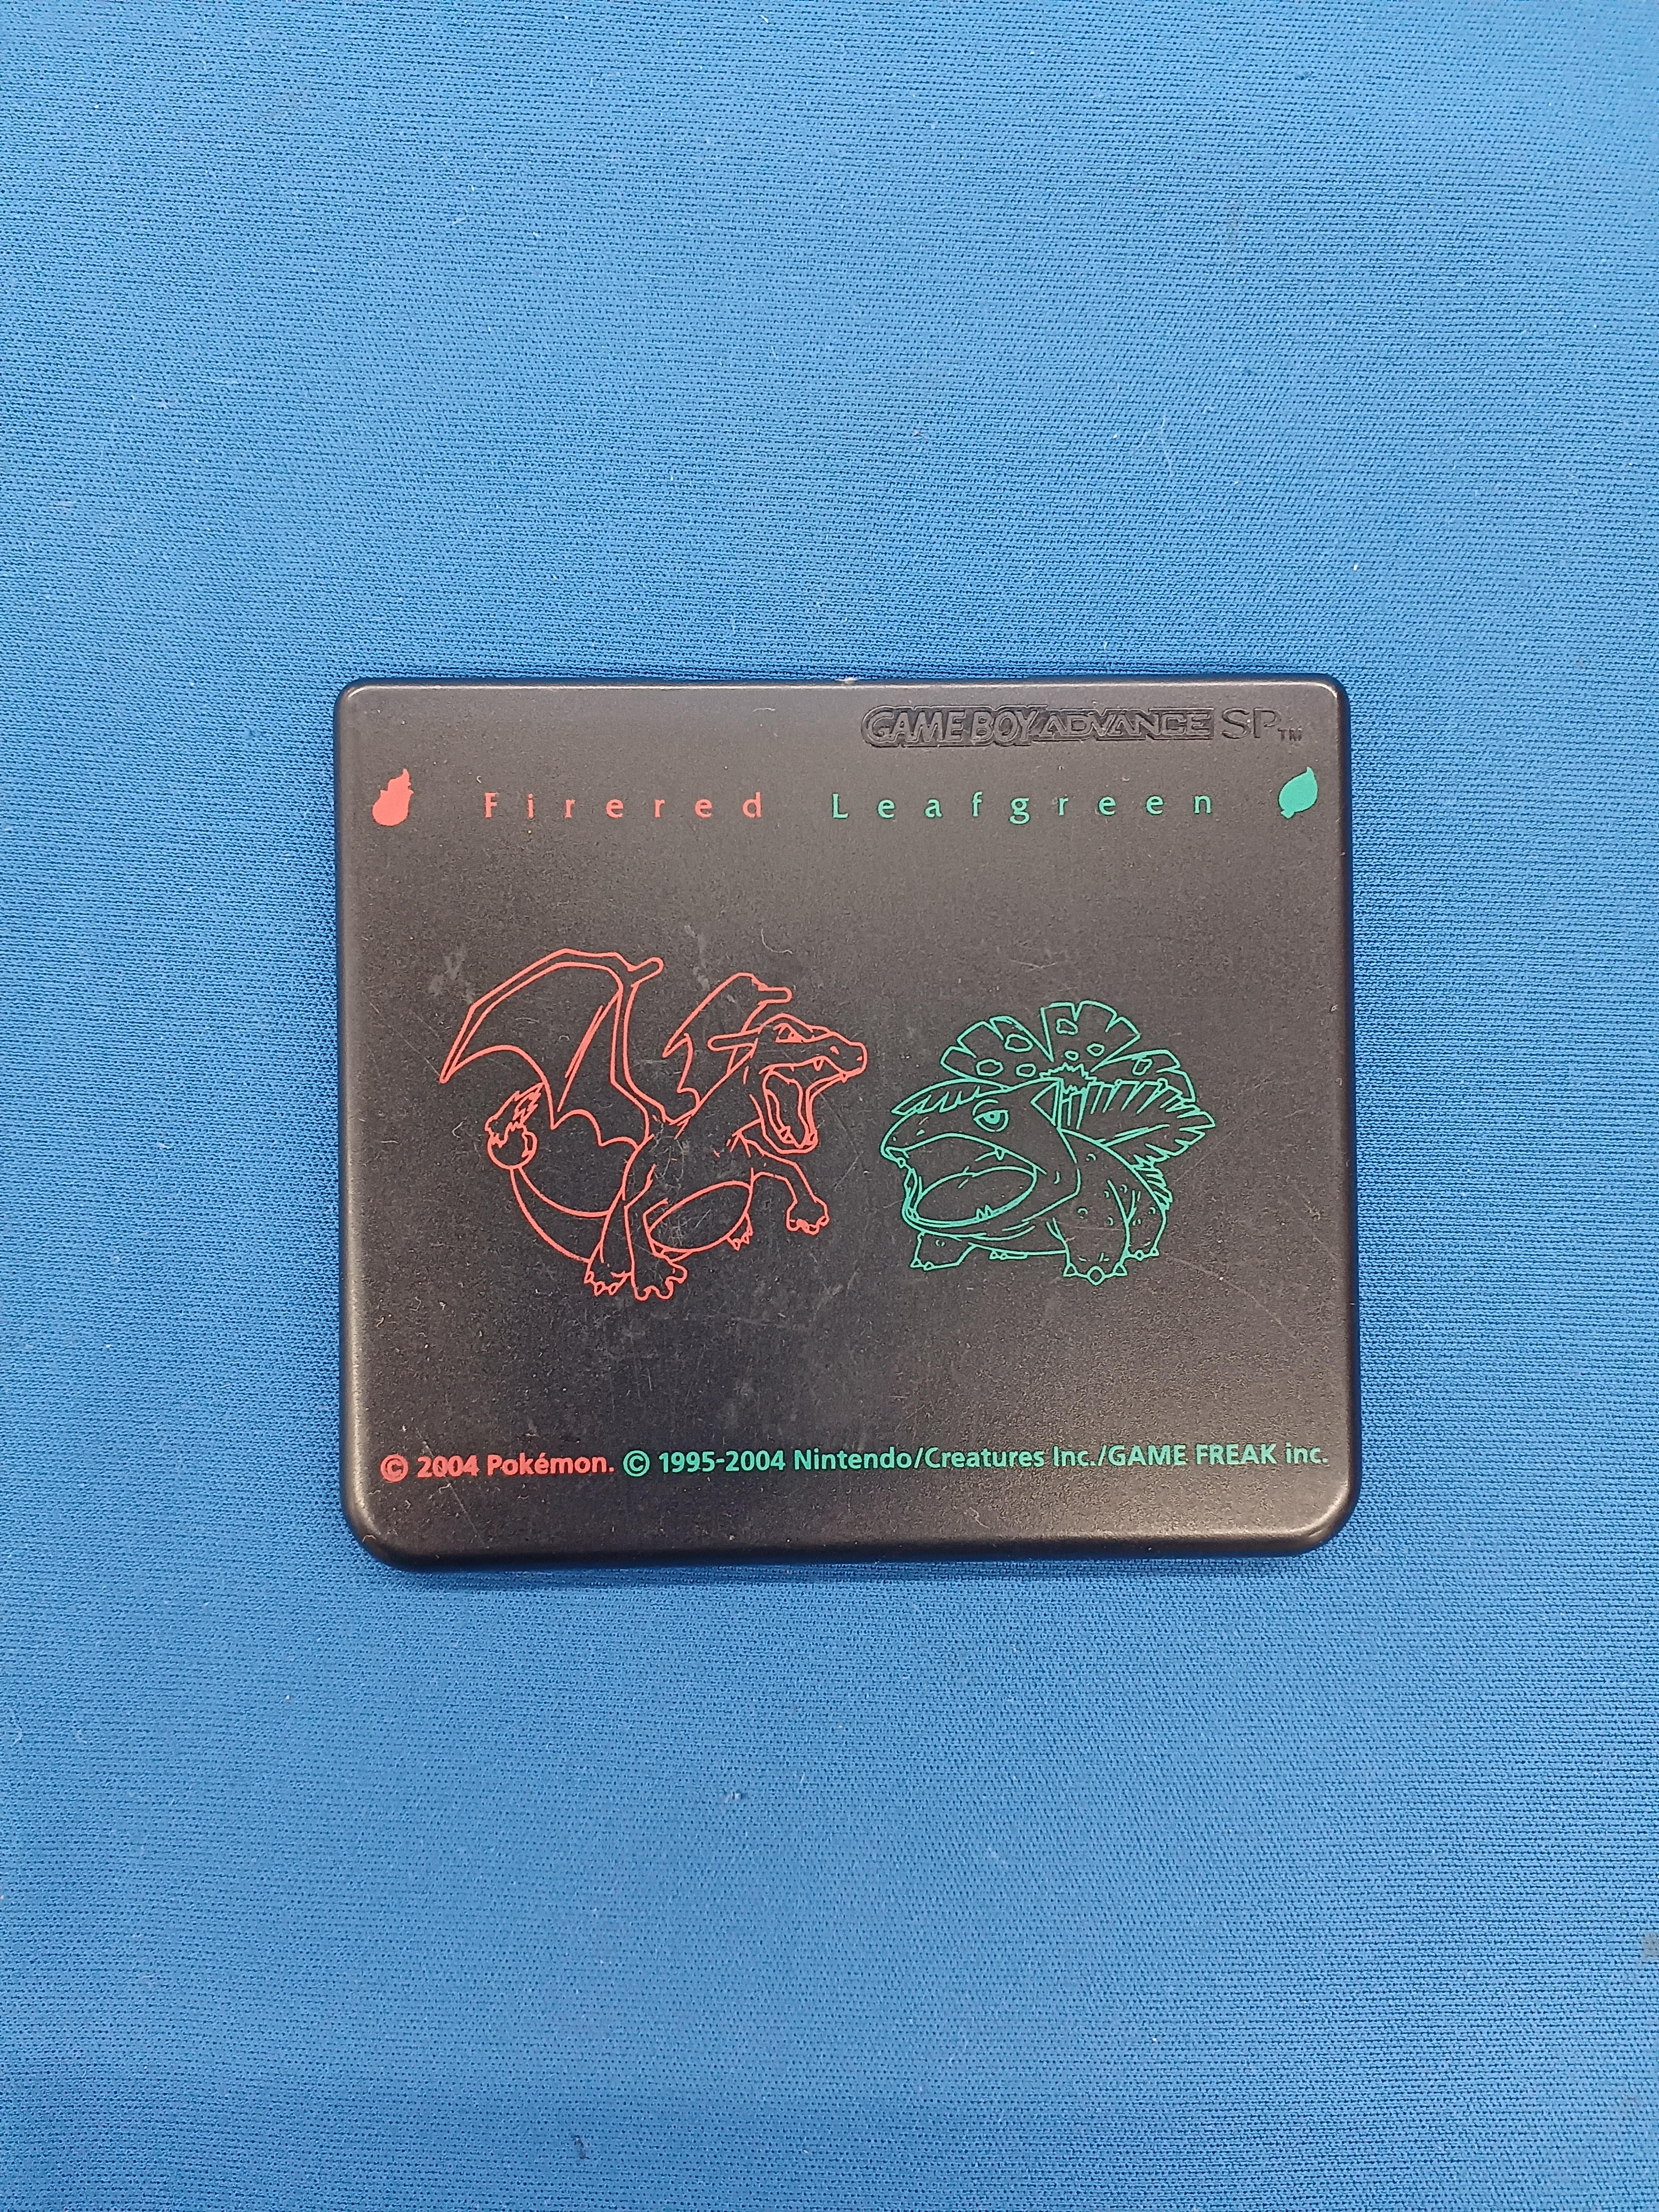 GAME BOY ADVANCE SP™
Firered Leafgreen
© 2004 Pokémon. © 1995-2004 Nintendo/Creatures Inc./GAME FREAK inc.